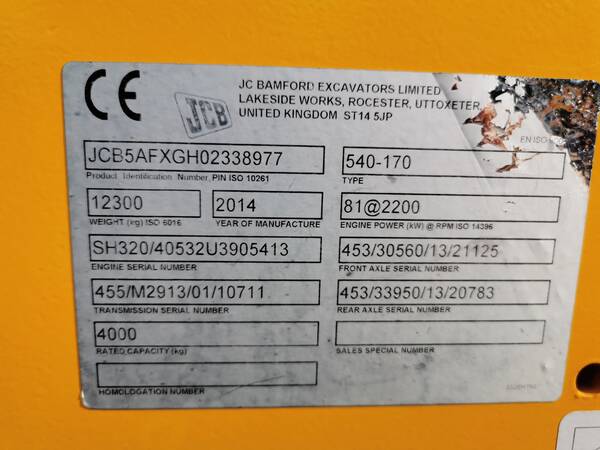 CE
JCB
JC BAMFORD EXCAVATORS LIMITED
LAKESIDE WORKS, ROCESTER, UTTOXETER,
UNITED KINGDOM ST14 5JP
EN ISO
JCB5AFXGH02338977
Product Identification Number, PIN ISO 10261
540-170
TYPE
12300
WEIGHT (kg) ISO 6016
2014
YEAR OF MANUFACTURE
81@2200
ENGINE POWER (kW) @ RPM ISO 14396
SH320/40532U3905413
ENGINE SERIAL NUMBER
453/30560/13/21125
FRONT AXLE SERIAL NUMBER
455/M2913/01/10711
TRANSMISSION SERIAL NUMBER
453/33950/13/20783
REAR AXLE SERIAL NUMBER
4000
RATED CAPACITY (kg)
SALES SPECIAL NUMBER
HOMOLOGATION NUMBER